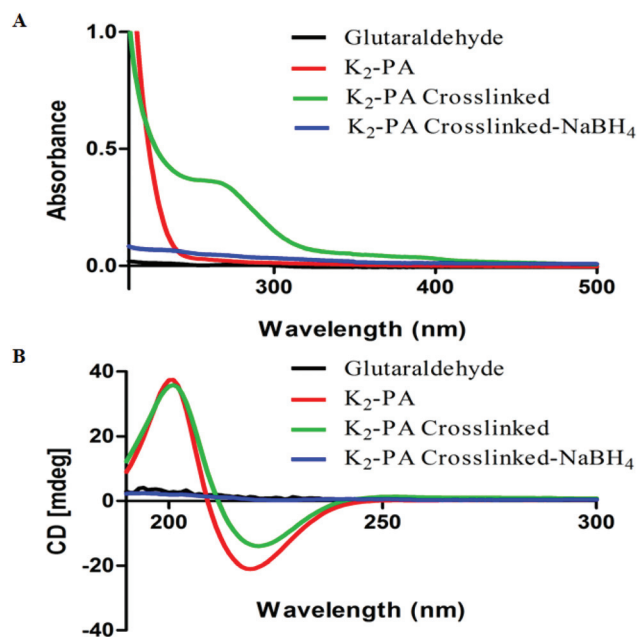 A
1.0
0.5
0.0
Absorbance
Glutaraldehyde
K₂-PA
K₂-PA Crosslinked
K₂-PA Crosslinked-NaBH₄
300
400
500
Wavelength (nm)
B
40
20
0
-20
-40
CD [mdeg]
Glutaraldehyde
K₂-PA
K₂-PA Crosslinked
K₂-PA Crosslinked-NaBH₄
200
250
300
Wavelength (nm)